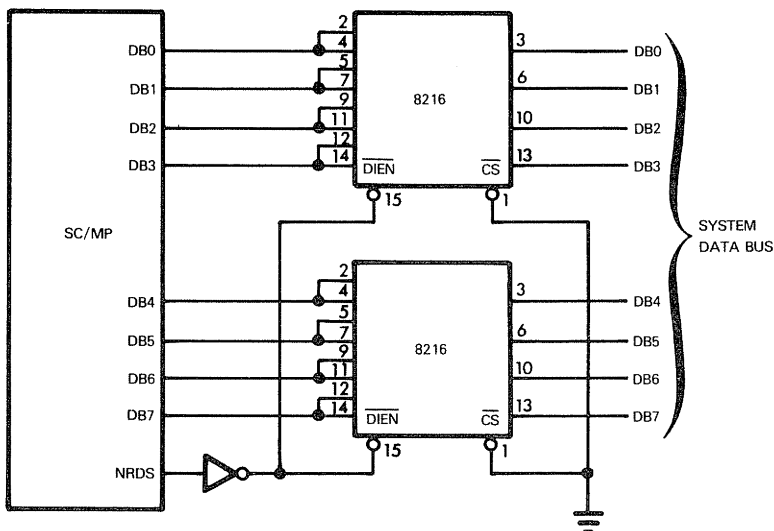 2
DB0 4 3 DB0
5
DB1 7 6 DB1
9 8216
DB2 11 10 DB2
12
DB3 14 13 DB3
DIEN CS
15 1
SC/MP
SYSTEM
DATA BUS
2
DB4 4 3 DB4
5
DB5 7 6 DB5
9 8216
DB6 11 10 DB6
12
DB7 14 13 DB7
DIEN CS
15 1
NRDS